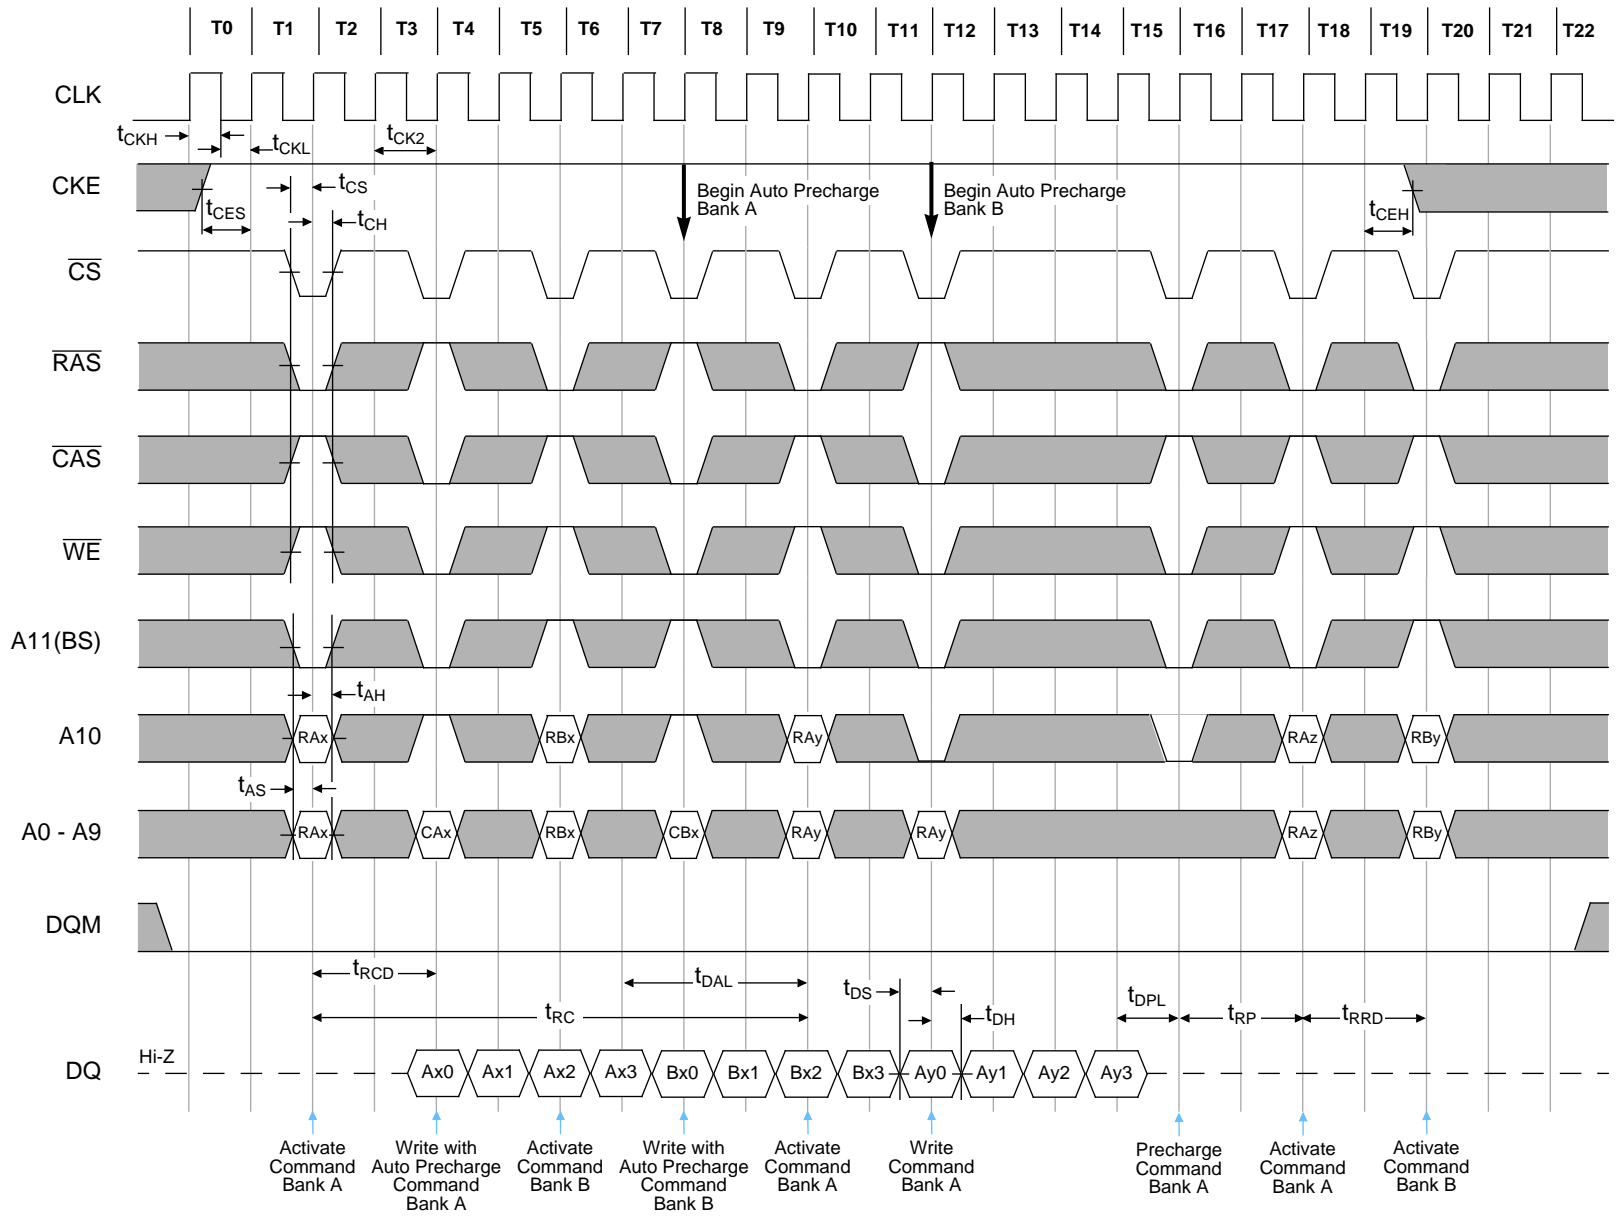 T0 T1 T2 T3 T4 T5 T6 T7 T8 T9 T10 T11 T12 T13 T14 T15 T16 T17 T18 T19 T20 T21 T22
CLK
tCKH
tCKL
tCK2
CKE
tCES
tCS
tCH
Begin Auto Precharge
Bank A
Begin Auto Precharge
Bank B
tCEH
CS
RAS
CAS
WE
A11(BS)
tAH
A10
RAx RBx RAy RAz RBy
tAS
A0 - A9
RAx CAx RBx CBx RAy RAy RAz RBy
DQM
tRCD
tDAL
tDS
tDH
tDPL
tRC
tRP
tRRD
Hi-Z
DQ
Ax0 Ax1 Ax2 Ax3 Bx0 Bx1 Bx2 Bx3 Ay0 Ay1 Ay2 Ay3
Activate
Command
Bank A
Write with
Auto Precharge
Command
Bank A
Activate
Command
Bank B
Write with
Auto Precharge
Command
Bank B
Activate
Command
Bank A
Write
Command
Bank A
Precharge
Command
Bank A
Activate
Command
Bank A
Activate
Command
Bank B